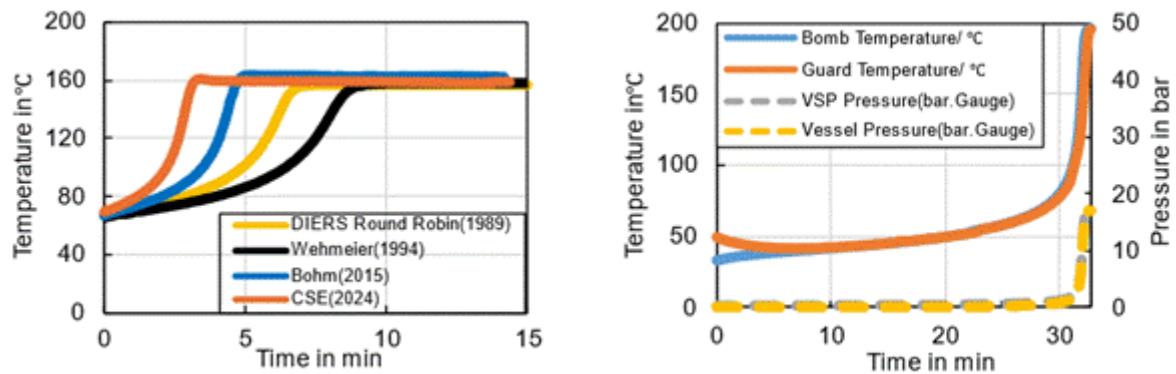 200
160
120
80
40
0
Temperature in℃
DIERS Round Robin(1989)
Wehmeier(1994)
Bohm(2015)
CSE(2024)
0 5 10 15
Time in min
200
150
100
50
0
Temperature in℃
Bomb Temperature/ ℃
Guard Temperature/ ℃
VSP Pressure(bar.Gauge)
Vessel Pressure(bar.Gauge)
50
40
30
20
10
0
Pressure in bar
0 10 20 30
Time in min